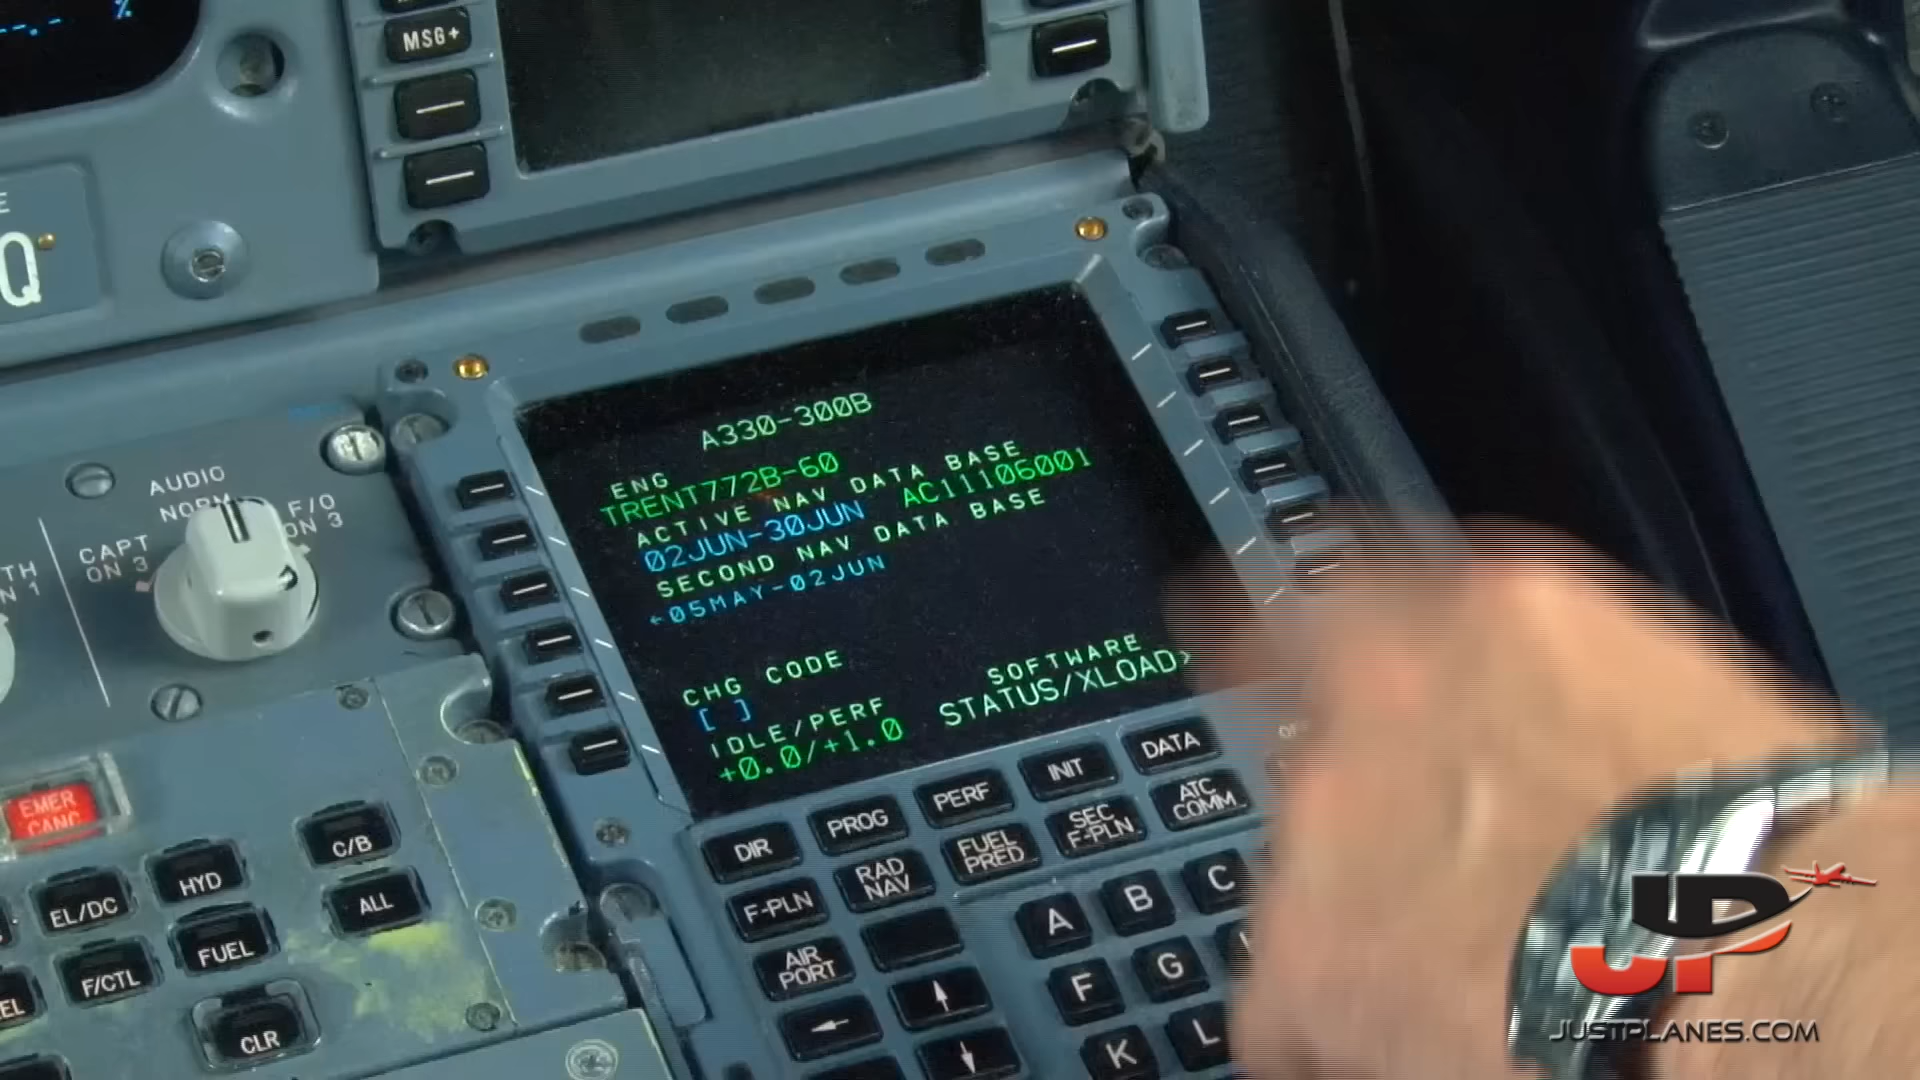 %
MSG+
Q
A330-300B
ENG
TRENT772B-60
ACTIVE NAV DATA BASE
02JUN-30JUN AC11106001
SECOND NAV DATA BASE
←05MAY-02JUN
CHG CODE
[ ]
IDLE/PERF SOFTWARE
+0.0/+1.0 STATUS/XLOAD>
AUDIO
NORM
CAPT
ON 3
F/O
ON 3
EMER
CANC
EL/DC
HYD
C/B
F/CTL
FUEL
ALL
CLR
DIR
PROG
PERF
INIT
DATA
F-PLN
RAD
NAV
FUEL
PRED
SEC
F-PLN
ATC
COMM
AIR
PORT
A
B
C
F
G
K
L
JP
JUSTPLANES.COM